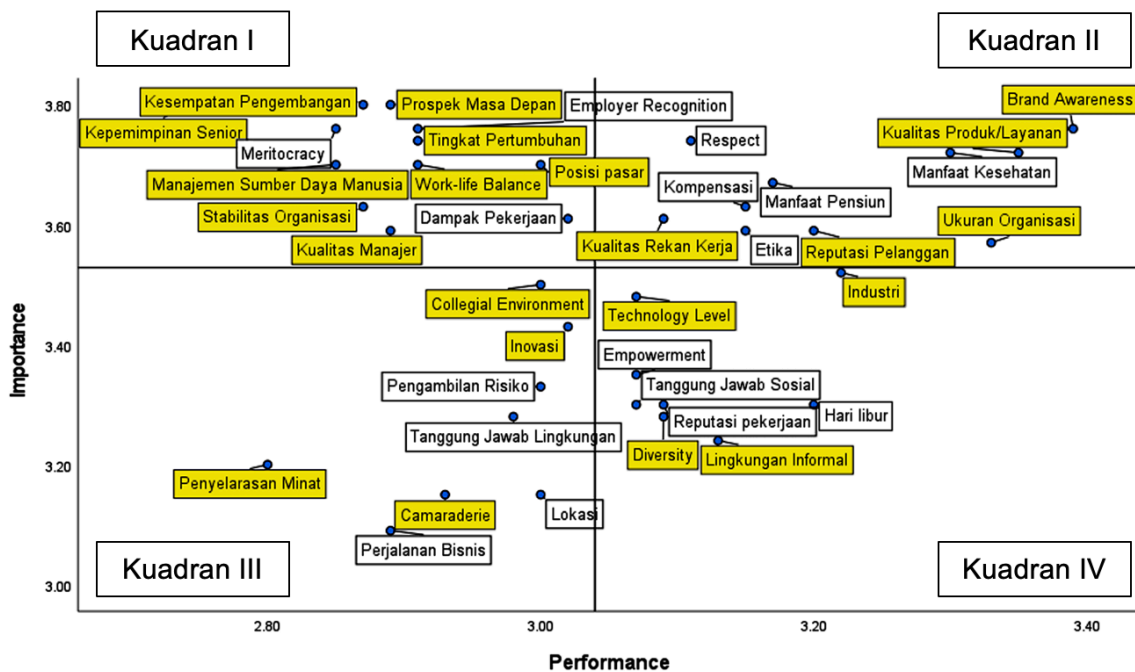 Kuadran I
Kuadran II
3.80
Kesempatan Pengembangan
Prospek Masa Depan
Employer Recognition
Brand Awareness
Kepemimpinan Senior
Meritocracy
Tingkat Pertumbuhan
Respect
Kualitas Produk/Layanan
Manfaat Kesehatan
Manajemen Sumber Daya Manusia
Work-life Balance
Posisi pasar
Kompensasi
Manfaat Pensiun
Stabilitas Organisasi
Dampak Pekerjaan
Ukuran Organisasi
3.60
Kualitas Manajer
Kualitas Rekan Kerja
Etika
Reputasi Pelanggan
Industri
Collegial Environment
Technology Level
Importance
3.40
Inovasi
Empowerment
Pengambilan Risiko
Tanggung Jawab Sosial
Tanggung Jawab Lingkungan
Reputasi pekerjaan
Hari libur
Diversity
Lingkungan Informal
3.20
Penyelarasan Minat
Camaraderie
Lokasi
Perjalanan Bisnis
Kuadran III
Kuadran IV
3.00
2.80
3.00
3.20
3.40
Performance